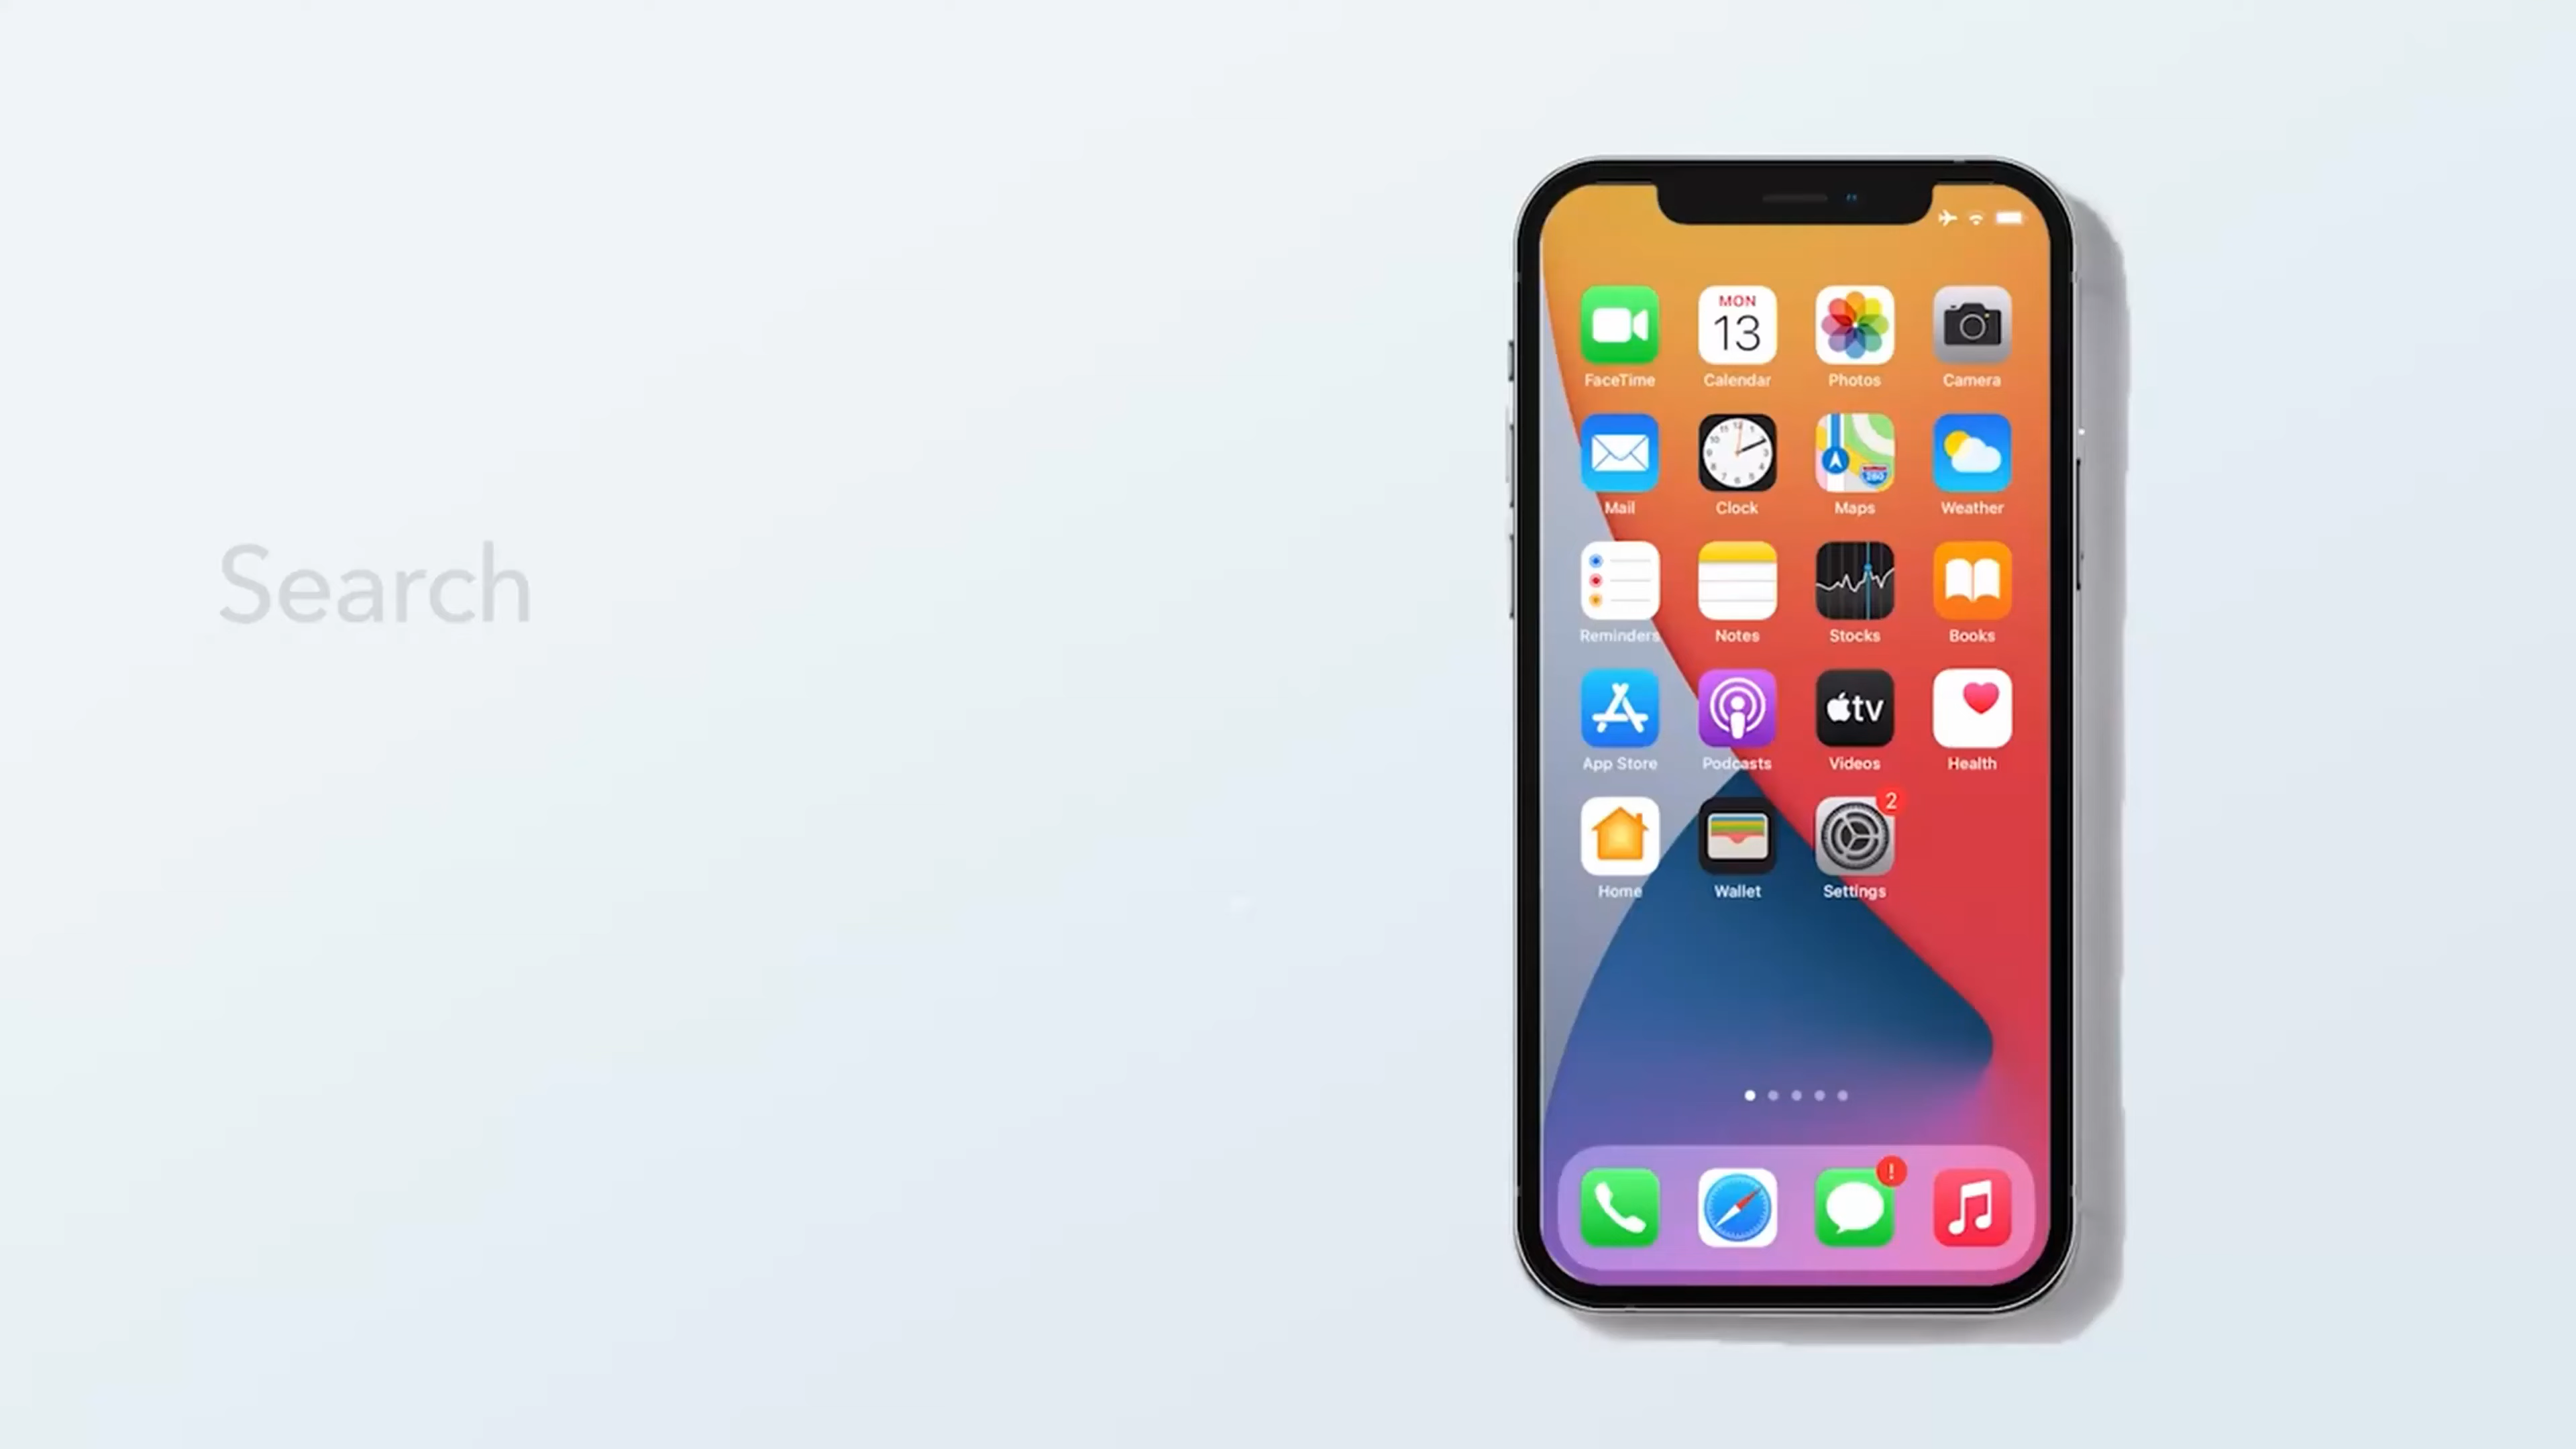 Search
MON
13
FaceTime Calendar Photos Camera
Mail Clock Maps Weather
Reminders Notes Stocks Books
tv
App Store Podcasts Videos Health
2
Home Wallet Settings
!